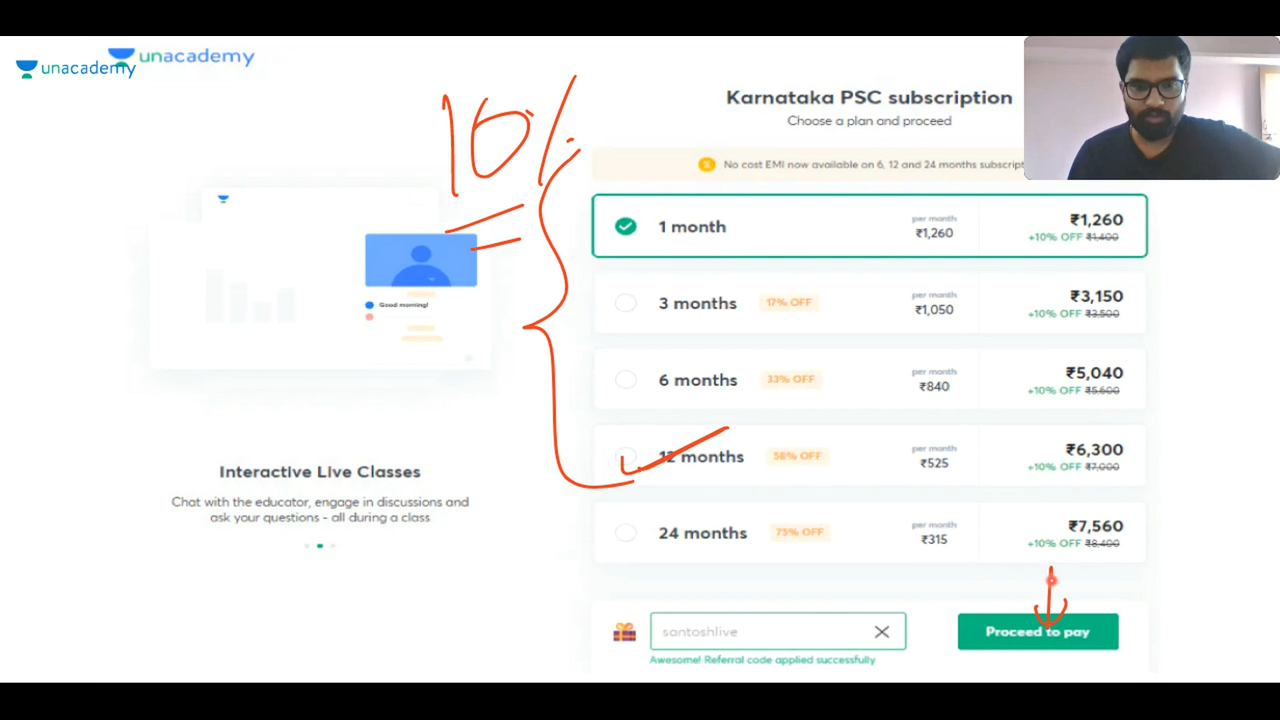 unacademy
unacademy
10%
Karnataka PSC subscription
Choose a plan and proceed
No cost EMI now available on 6, 12 and 24 months
1 month
per month
₹1,260
₹1,260
+10% OFF ₹1,400
3 months
17% OFF
per month
₹1,050
₹3,150
+10% OFF ₹3,500
6 months
33% OFF
per month
₹840
₹5,040
+10% OFF ₹5,600
12 months
58% OFF
per month
₹525
₹6,300
+10% OFF ₹7,000
24 months
75% OFF
per month
₹315
₹7,560
+10% OFF ₹8,400
Good morning!
Interactive Live Classes
Chat with the educator, engage in discussions and
ask your questions - all during a class
santoshlive
Proceed to pay
Awesome! Referral code applied successfully